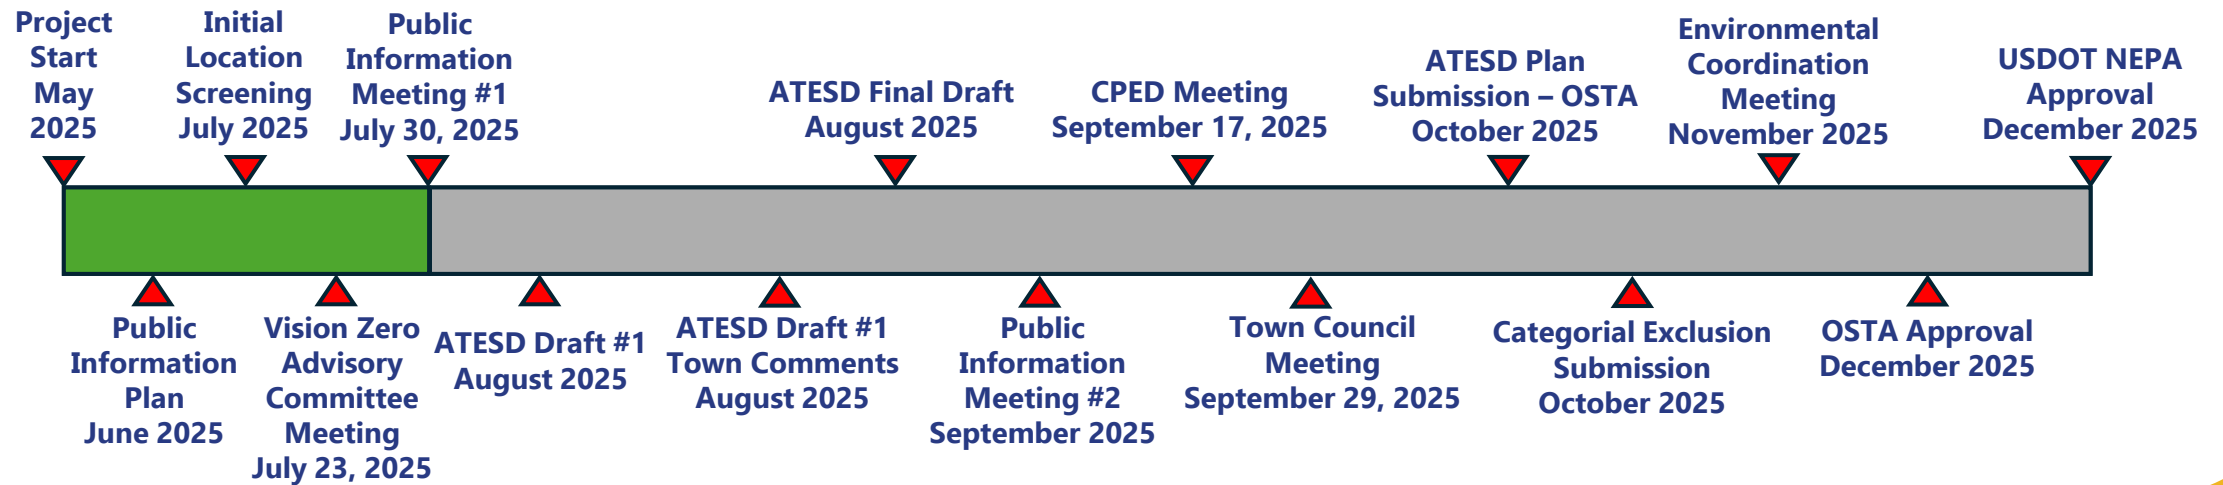 Project
Start
May
2025
Initial
Location
Screening
July 2025
Public
Information
Meeting #1
July 30, 2025
ATESD Final Draft
August 2025
CPED Meeting
September 17, 2025
ATESD Plan
Submission – OSTA
October 2025
Environmental
Coordination
Meeting
November 2025
USDOT NEPA
Approval
December 2025
Public
Information
Plan
June 2025
Vision Zero
Advisory
Committee
Meeting
July 23, 2025
ATESD Draft #1
August 2025
ATESD Draft #1
Town Comments
August 2025
Public
Information
Meeting #2
September 2025
Town Council
Meeting
September 29, 2025
Categorial Exclusion
Submission
October 2025
OSTA Approval
December 2025